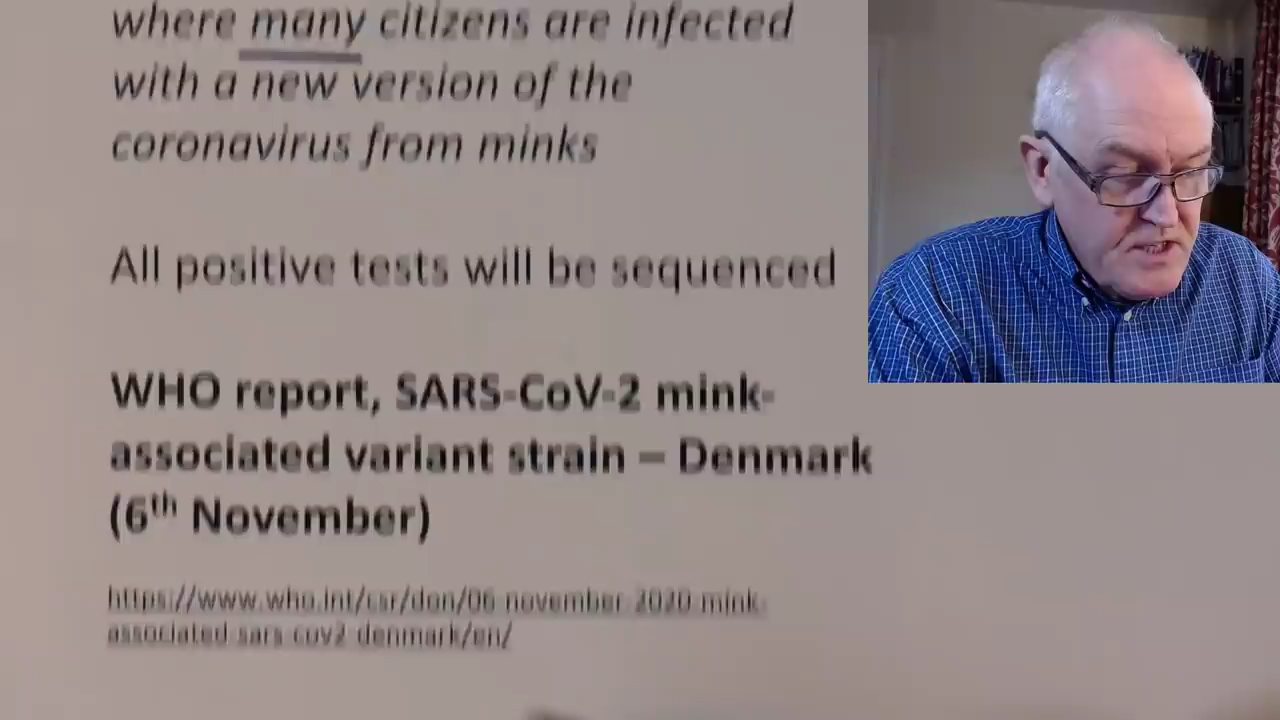 where many citizens are infected
with a new version of the
coronavirus from minks
All positive tests will be sequenced
WHO report, SARS-CoV-2 mink-
associated variant strain – Denmark
(6th November)
https://www.who.int/csr/don/06-november-2020-mink-
associated-sars-cov2-denmark/en/